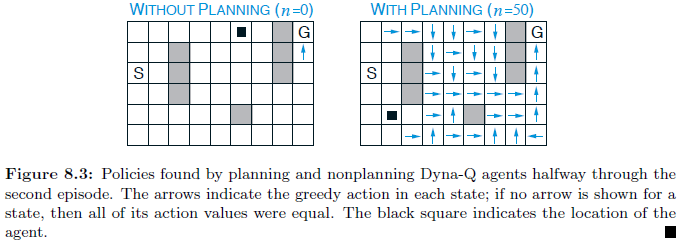 WITHOUT PLANNING (n=0) WITH PLANNING (n=50)
G G
S S
Figure 8.3: Policies found by planning and nonplanning Dyna-Q agents halfway through the
second episode. The arrows indicate the greedy action in each state; if no arrow is shown for a
state, then all of its action values were equal. The black square indicates the location of the
agent.